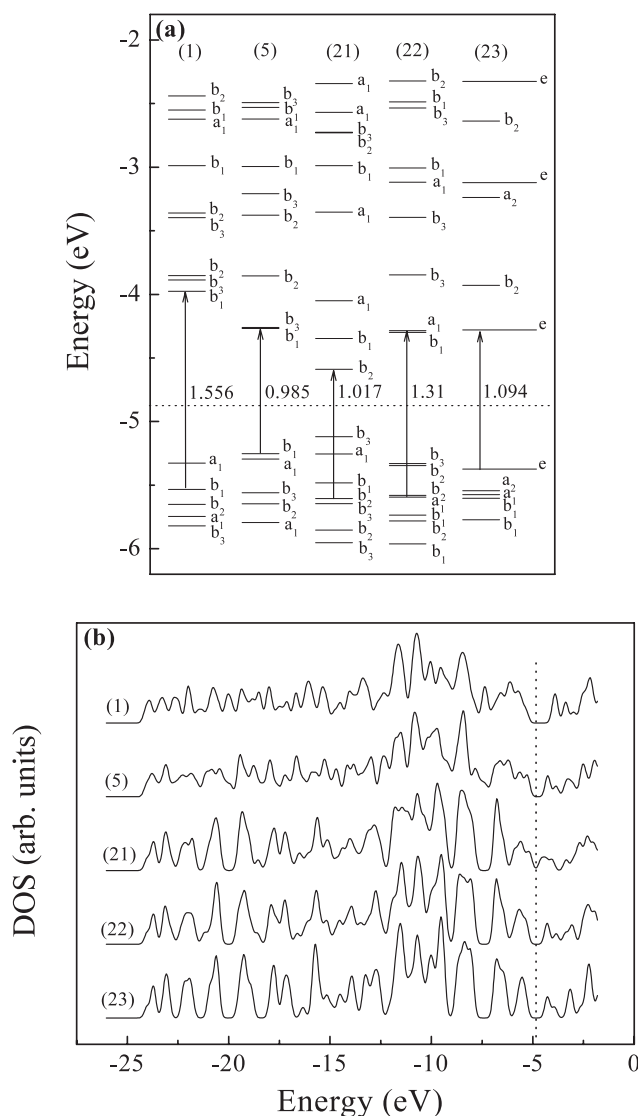 (a)
(1) (5) (21) (22) (23)
-2
-3
-4
-5
-6
Energy (eV)
b2
b1
a1
b1
b2
b3
b2
b3
b1
1.556
a1
b1
b2
a2
b1
b3
b3
b1
a1
b1
b3
b2
b2
b3
b1
0.985
b1
a1
b3
b2
a1
a1
a1
b3
b2
b1
a1
a1
b1
b2
1.017
b3
a1
b1
b2
b3
b2
b3
b2
b1
b3
b1
a1
b3
b3
a1
b1
1.31
b3
b2
b2
a2
b1
b2
b1
e
b2
e
a2
b2
e
1.094
e
a2
a1
b1
b1
(b)
(1)
(5)
(21)
(22)
(23)
DOS (arb. units)
-25 -20 -15 -10 -5 0
Energy (eV)